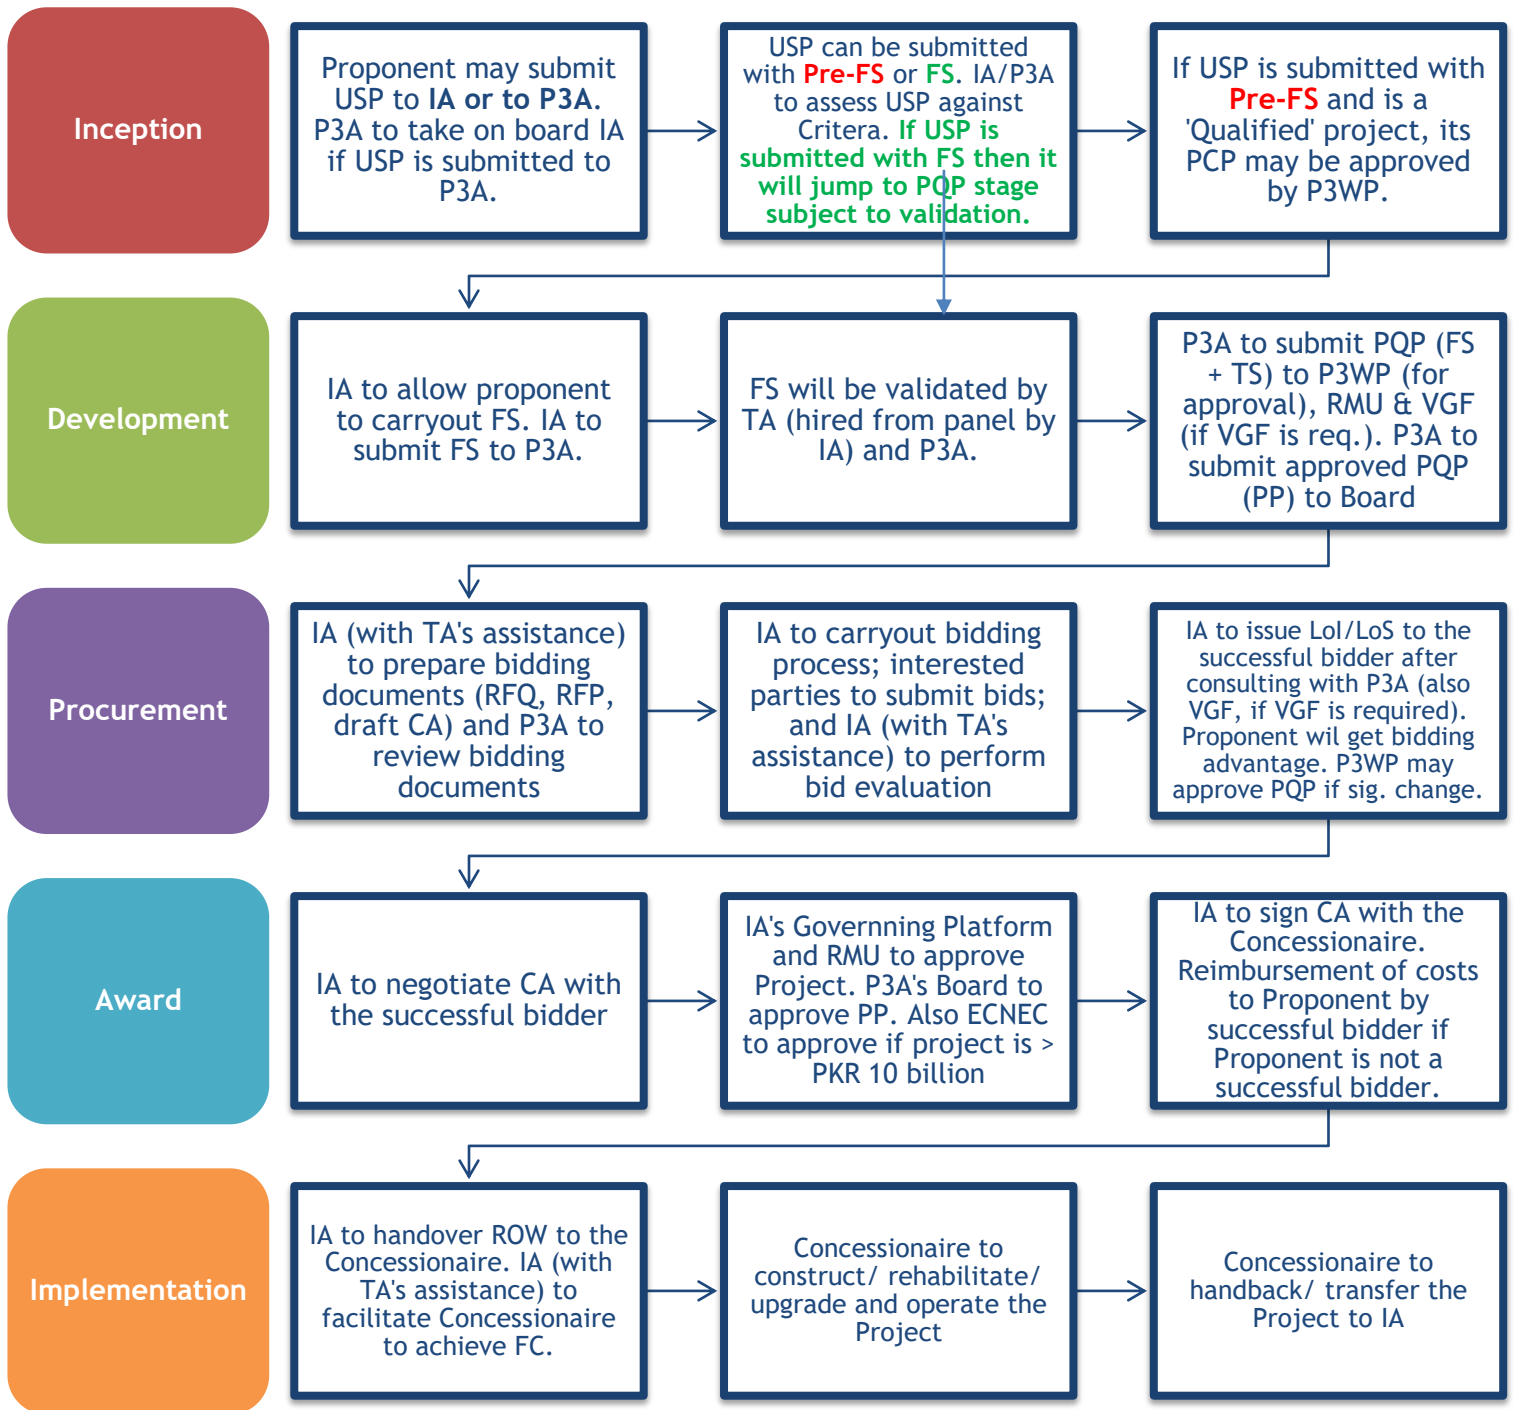 Inception
Proponent may submit
USP to IA or to P3A.
P3A to take on board IA
if USP is submitted to
P3A.
USP can be submitted
with Pre-FS or FS. IA/P3A
to assess USP against
Critera. If USP is
submitted with FS then it
will jump to PQP stage
subject to validation.
If USP is submitted with
Pre-FS and is a
'Qualified' project, its
PCP may be approved
by P3WP.
Development
IA to allow proponent
to carryout FS. IA to
submit FS to P3A.
FS will be validated by
TA (hired from panel by
IA) and P3A.
P3A to submit PQP (FS
+ TS) to P3WP (for
approval), RMU & VGF
(if VGF is req.). P3A to
submit approved PQP
(PP) to Board
Procurement
IA (with TA's assistance)
to prepare bidding
documents (RFQ, RFP,
draft CA) and P3A to
review bidding
documents
IA to carryout bidding
process; interested
parties to submit bids;
and IA (with TA's
assistance) to perform
bid evaluation
IA to issue LoI/LoS to the
successful bidder after
consulting with P3A (also
VGF, if VGF is required).
Proponent wil get bidding
advantage. P3WP may
approve PQP if sig. change.
Award
IA to negotiate CA with
the successful bidder
IA's Governning Platform
and RMU to approve
Project. P3A's Board to
approve PP. Also ECNEC
to approve if project is >
PKR 10 billion
IA to sign CA with the
Concessionaire.
Reimbursement of costs
to Proponent by
successful bidder if
Proponent is not a
successful bidder.
Implementation
IA to handover ROW to the
Concessionaire. IA (with
TA's assistance) to
facilitate Concessionaire
to achieve FC.
Concessionaire to
construct/ rehabilitate/
upgrade and operate the
Project
Concessionaire to
handback/ transfer the
Project to IA